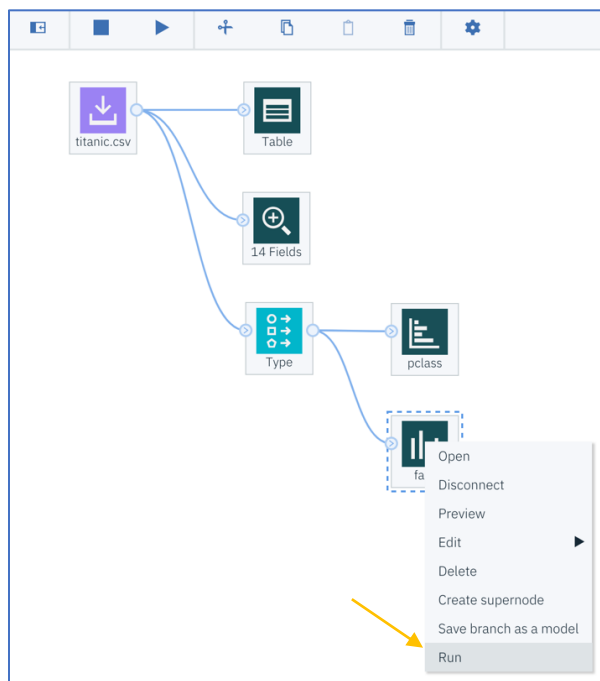 titanic.csv
Table
14 Fields
Type
pclass
fa
Open
Disconnect
Preview
Edit
Delete
Create supernode
Save branch as a model
Run